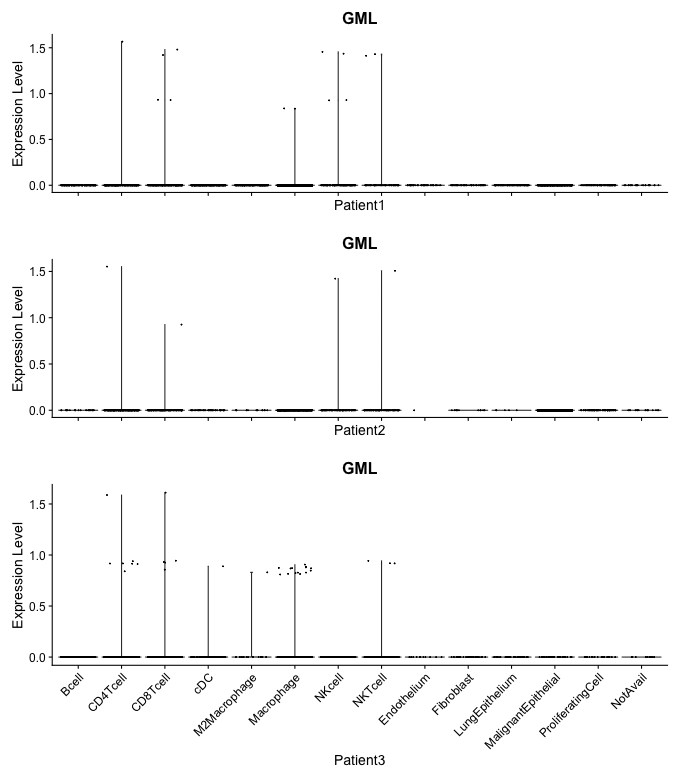 GML
Expression Level
1.5
1.0
0.5
0.0
Patient1
GML
Expression Level
1.5
1.0
0.5
0.0
Patient2
GML
Expression Level
1.5
1.0
0.5
0.0
Bcell
CD4Tcell
CD8Tcell
cDC
M2Macrophage
Macrophage
NKcell
NKTcell
Endothelium
Fibroblast
LungEpithelium
MalignantEpithelial
ProliferatingCell
NotAvail
Patient3